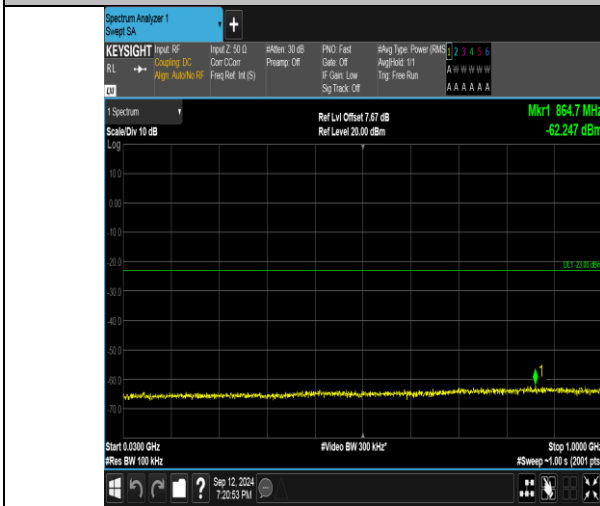 Spectrum Analyzer 1
Swept SA
+
KEYSIGHT
RL
Input: RF
Coupling: DC
Align: Auto/No RF
Input Z: 50 Ω
Corr CCorr
Freq Ref: Int (S)
#Atten: 30 dB
Preamp: Off
PNO: Fast
Gate: Off
IF Gain: Low
Sig Track: Off
#Avg Type: Power (RMS
Avg|Hold: 1/1
Trig: Free Run
1 2 3 4 5 6
A W W W W W
A A A A A A
1 Spectrum
Scale/Div 10 dB
Ref Lvl Offset 7.67 dB
Ref Level 20.00 dBm
Mkr1 864.7 MHz
-62.247 dBm
Log
10.0
0.00
-10.0
-20.0
DL1 -23.00 dBm
-30.0
-40.0
-50.0
-60.0
1
-70.0
Start 0.0300 GHz
#Res BW 100 kHz
#Video BW 300 kHz*
Stop 1.0000 GHz
#Sweep ~1.00 s (2001 pts
?
Sep 12, 2024
7:20:53 PM